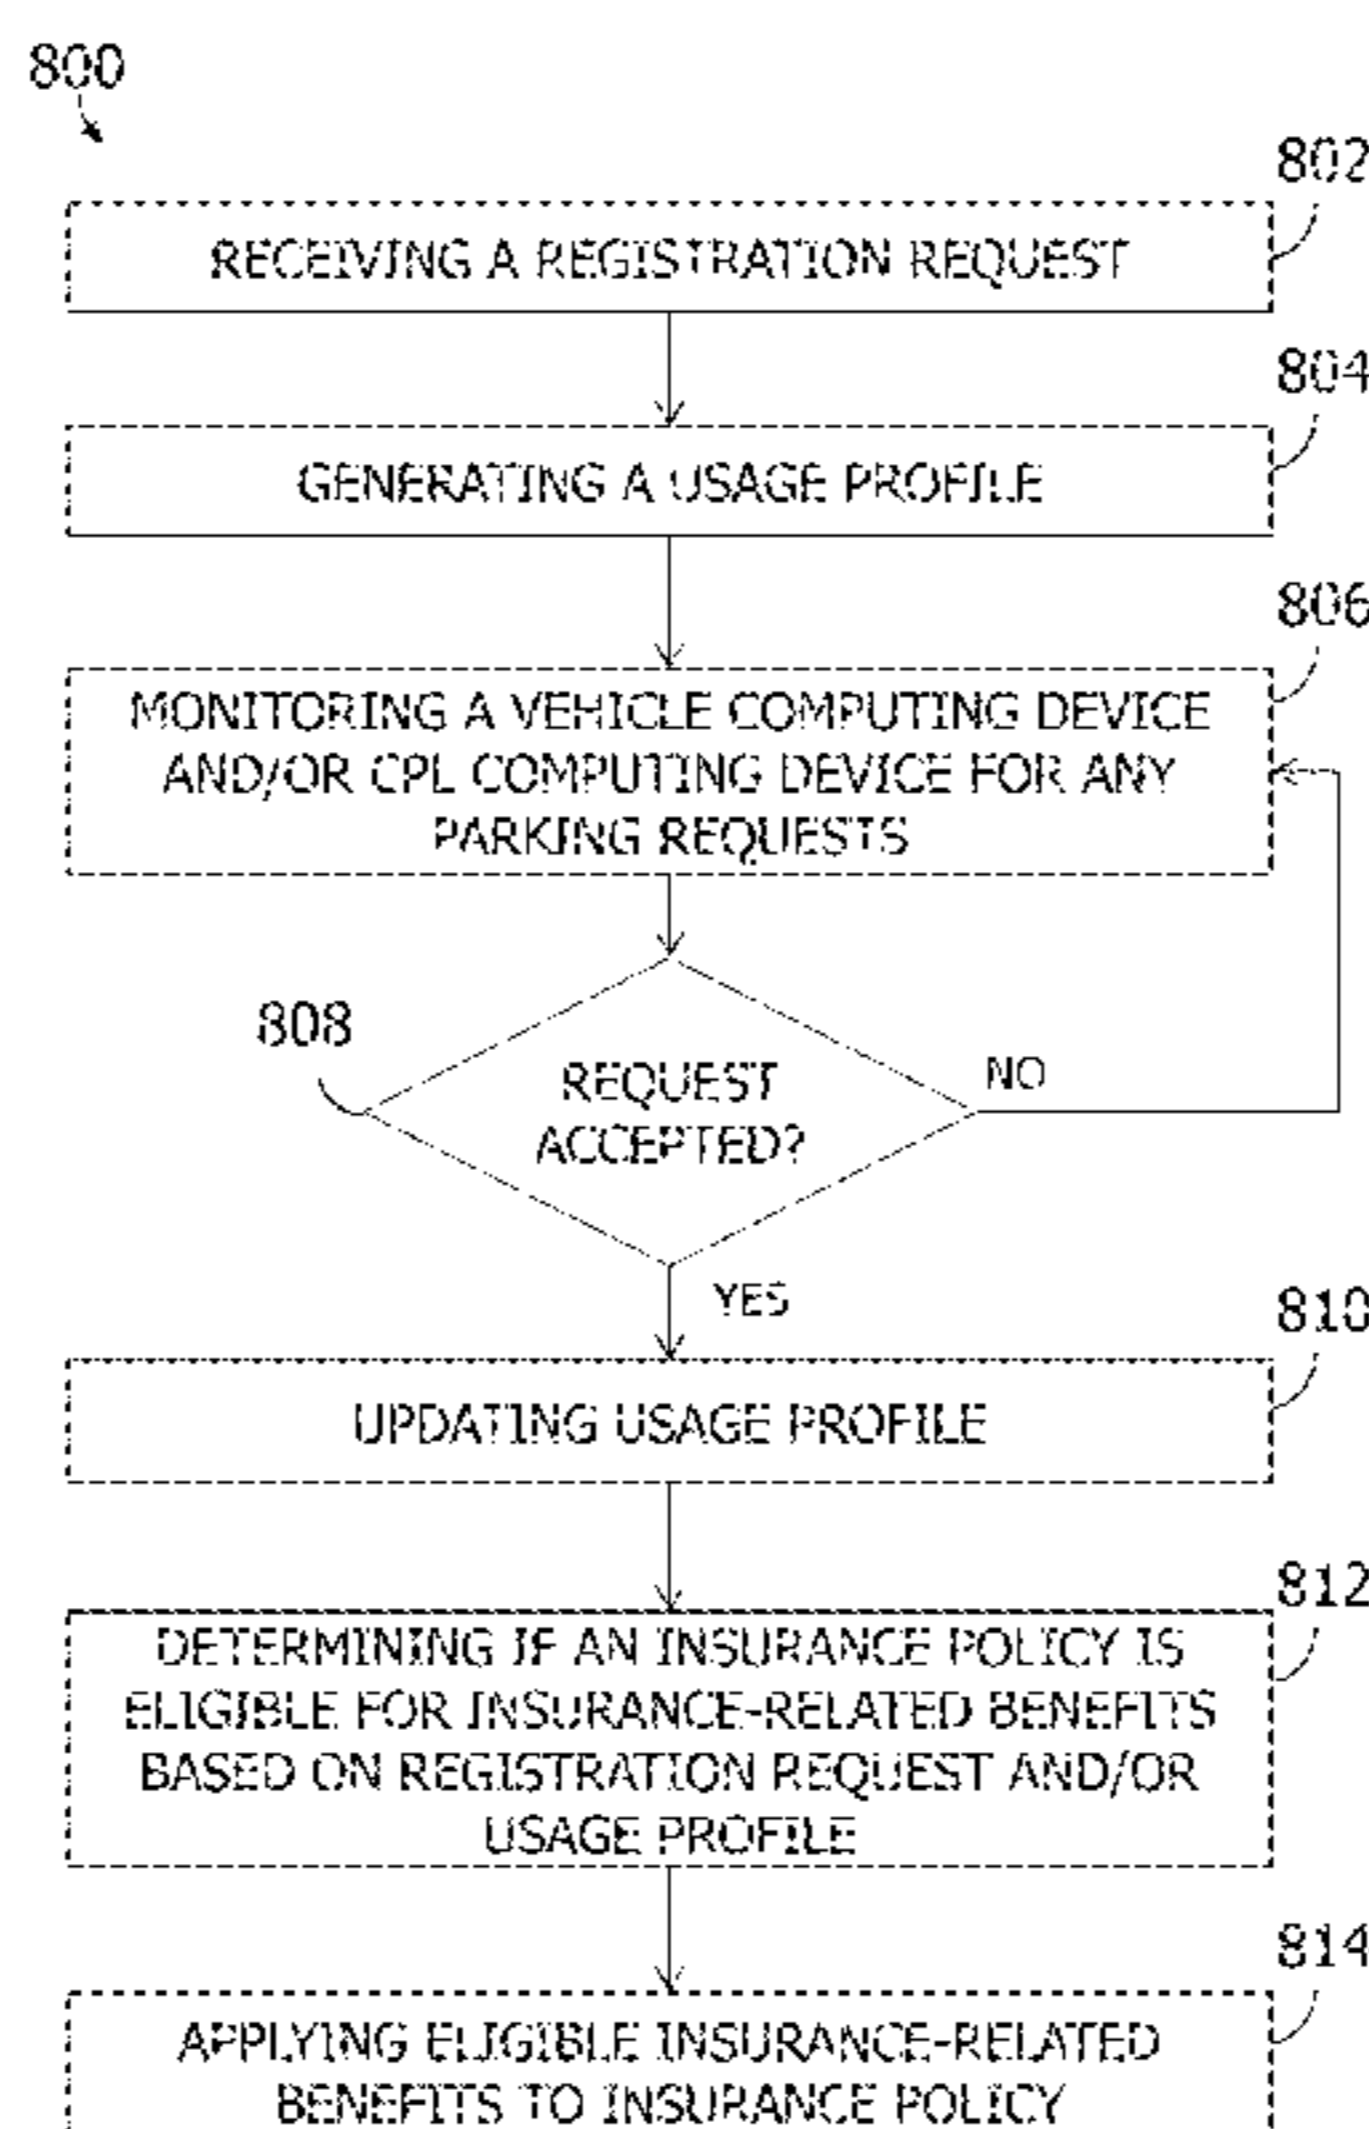 800
802
RECEIVING A REGISTRATION REQUEST
804
GENERATING A USAGE PROFILE
806
MONITORING A VEHICLE COMPUTING DEVICE
AND/OR CPL COMPUTING DEVICE FOR ANY
PARKING REQUESTS
808
REQUEST
ACCEPTED?
NO
YES
810
UPDATING USAGE PROFILE
812
DETERMINING IF AN INSURANCE POLICY IS
ELIGIBLE FOR INSURANCE-RELATED BENEFITS
BASED ON REGISTRATION REQUEST AND/OR
USAGE PROFILE
814
APPLYING ELIGIBLE INSURANCE-RELATED
BENEFITS TO INSURANCE POLICY